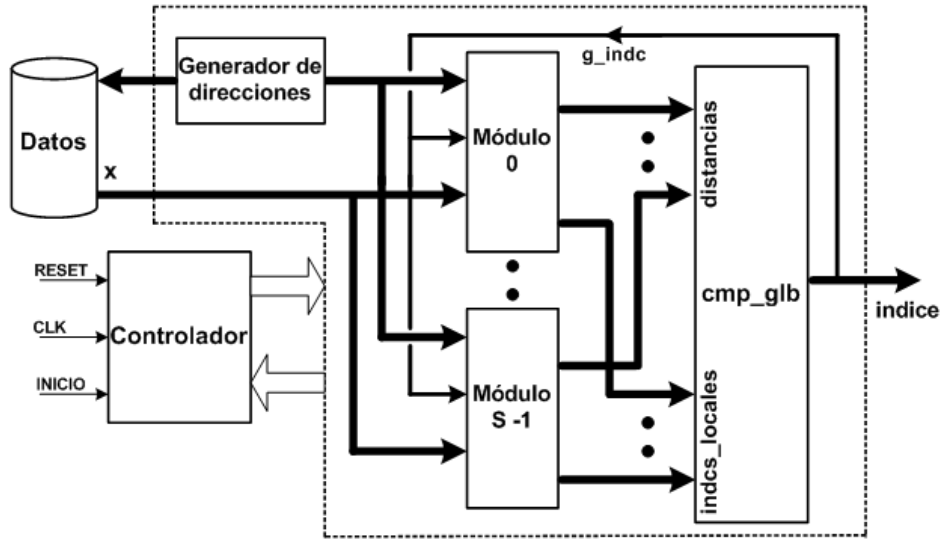 Generador de
direcciones
g_indc
Datos
x
Módulo
0
distancias
RESET
CLK
INICIO
Controlador
cmp_glb
indice
Módulo
S -1
indcs_locales